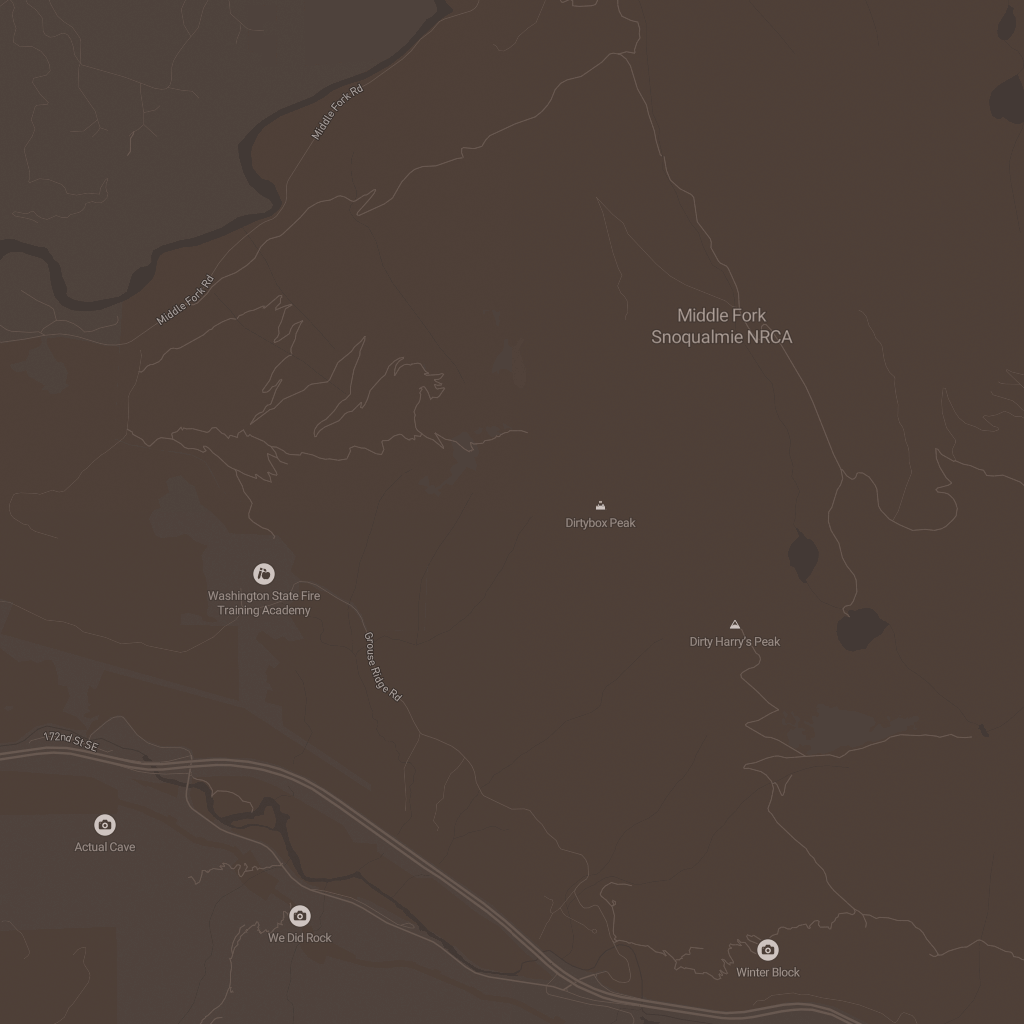 Middle Fork Rd
Middle Fork Rd
Middle Fork
Snoqualmie NRCA
Dirtybox Peak
Washington State Fire
Training Academy
Dirty Harry's Peak
Grouse Ridge Rd
172nd St SE
Actual Cave
We Did Rock
Winter Block